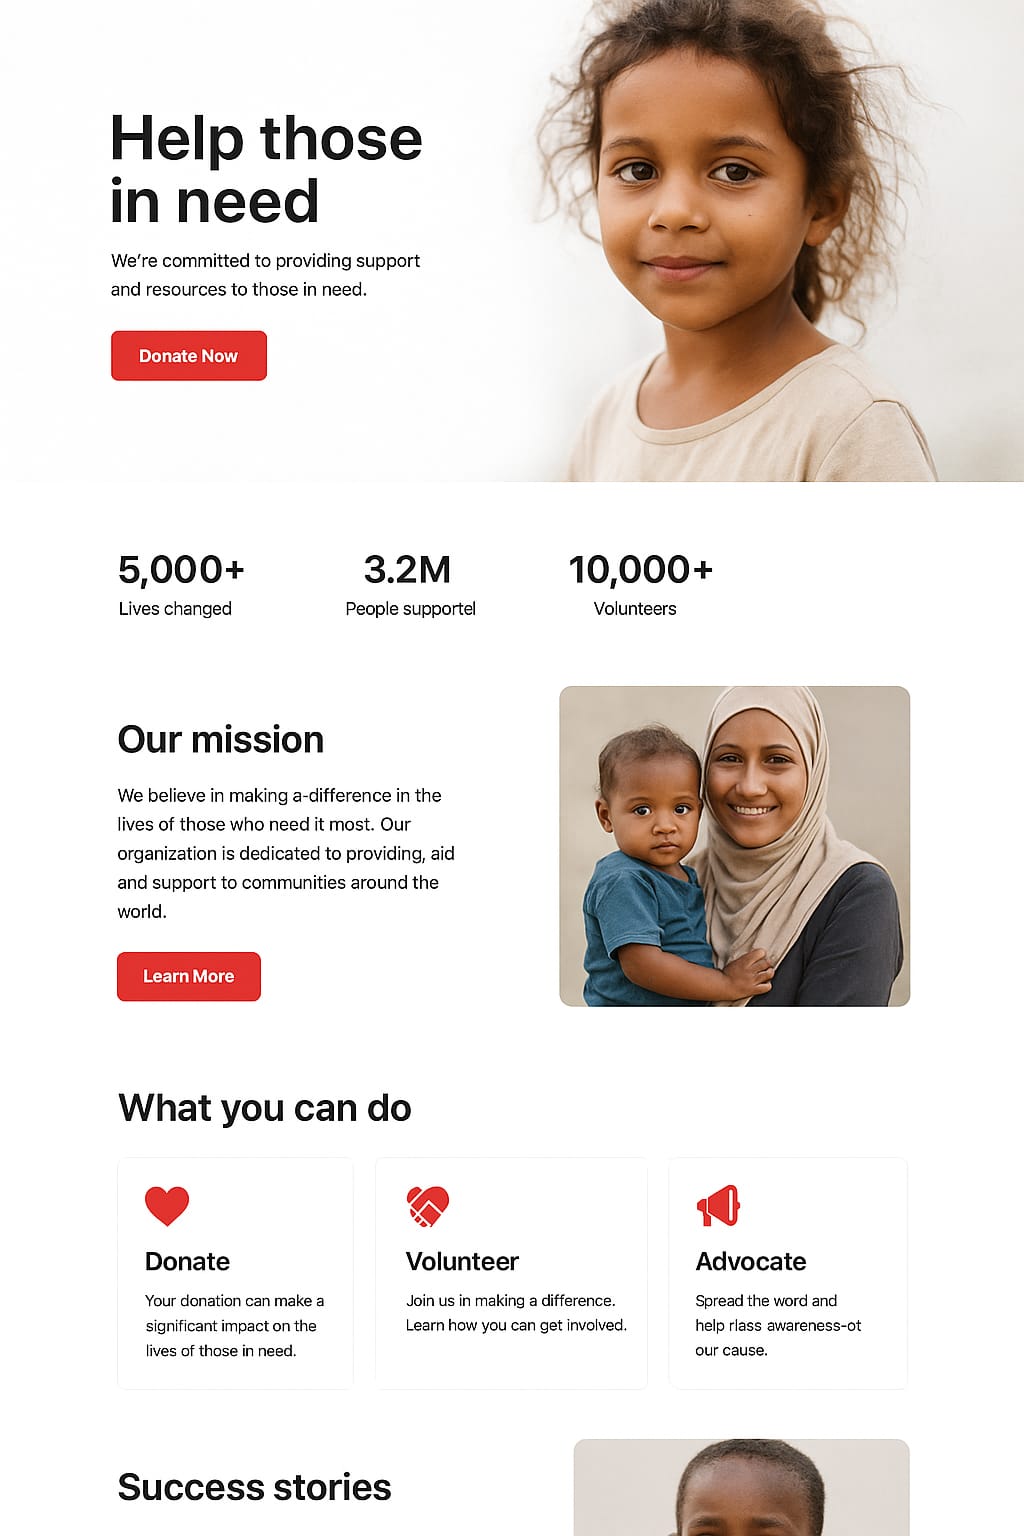 Help those
in need
We're committed to providing support
and resources to those in need.
Donate Now
5,000+
Lives changed
3.2M
People supportel
10,000+
Volunteers
Our mission
We believe in making a-difference in the
lives of those who need it most. Our
organization is dedicated to providing, aid
and support to communities around the
world.
Learn More
What you can do
Donate
Your donation can make a
significant impact on the
lives of those in need.
Volunteer
Join us in making a difference.
Learn how you can get involved.
Advocate
Spread the word and
help rlass awareness-ot
our cause.
Success stories